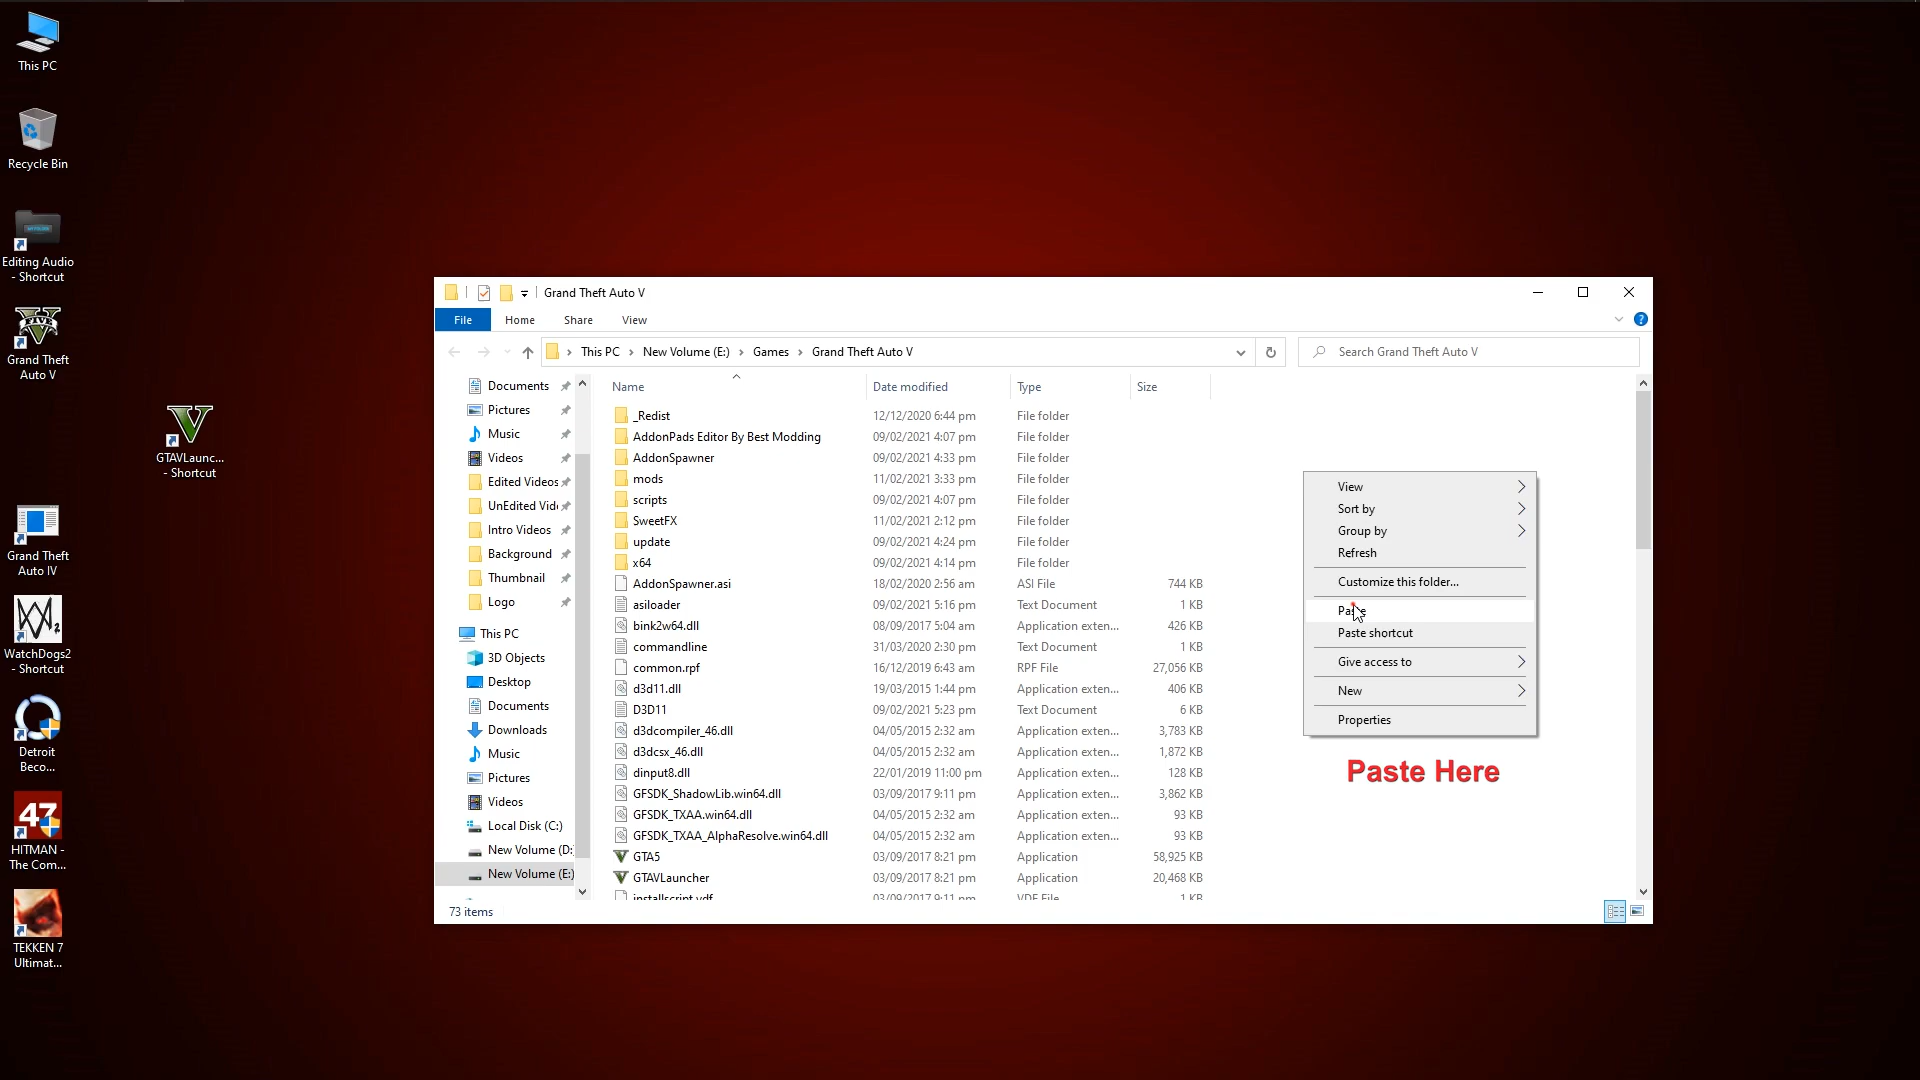 This PC
Recycle Bin
Editing Audio
- Shortcut
FIVE
Grand Theft
Auto V
GTAVLaunc...
- Shortcut
Grand Theft
Auto IV
WatchDogs2
- Shortcut
Detroit
Beco...
47
HITMAN -
The Com...
TEKKEN 7
Ultimat...
Grand Theft Auto V
File Home Share View
This PC New Volume (E:) Games Grand Theft Auto V
Search Grand Theft Auto V
Documents
Pictures
Music
Videos
Edited Videos
UnEdited Vid
Intro Videos
Background
Thumbnail
Logo
This PC
3D Objects
Desktop
Documents
Downloads
Music
Pictures
Videos
Local Disk (C:)
New Volume (D:
New Volume (E:)
Name Date modified Type Size
_Redist 12/12/2020 6:44 pm File folder
AddonPads Editor By Best Modding 09/02/2021 4:07 pm File folder
AddonSpawner 09/02/2021 4:33 pm File folder
mods 11/02/2021 3:33 pm File folder
scripts 09/02/2021 4:07 pm File folder
SweetFX 11/02/2021 2:12 pm File folder
update 09/02/2021 4:24 pm File folder
x64 09/02/2021 4:14 pm File folder
AddonSpawner.asi 18/02/2020 2:56 am ASI File 744 KB
asiloader 09/02/2021 5:16 pm Text Document 1 KB
bink2w64.dll 08/09/2017 5:04 am Application exten... 426 KB
commandline 31/03/2020 2:30 pm Text Document 1 KB
common.rpf 16/12/2019 6:43 am RPF File 27,056 KB
d3d11.dll 19/03/2015 1:44 pm Application exten... 406 KB
D3D11 09/02/2021 5:23 pm Text Document 6 KB
d3dcompiler_46.dll 04/05/2015 2:32 am Application exten... 3,783 KB
d3dcsx_46.dll 04/05/2015 2:32 am Application exten... 1,872 KB
dinput8.dll 22/01/2019 11:00 pm Application exten... 128 KB
GFSDK_ShadowLib.win64.dll 03/09/2017 9:11 pm Application exten... 3,862 KB
GFSDK_TXAA.win64.dll 04/05/2015 2:32 am Application exten... 93 KB
GFSDK_TXAA_AlphaResolve.win64.dll 04/05/2015 2:32 am Application exten... 93 KB
GTA5 03/09/2017 8:21 pm Application 58,925 KB
GTAVLauncher 03/09/2017 8:21 pm Application 20,468 KB
installscript.vdf 03/09/2017 9:11 pm VDF File 1 KB
73 items
View
Sort by
Group by
Refresh
Customize this folder...
Paste
Paste shortcut
Give access to
New
Properties
Paste Here